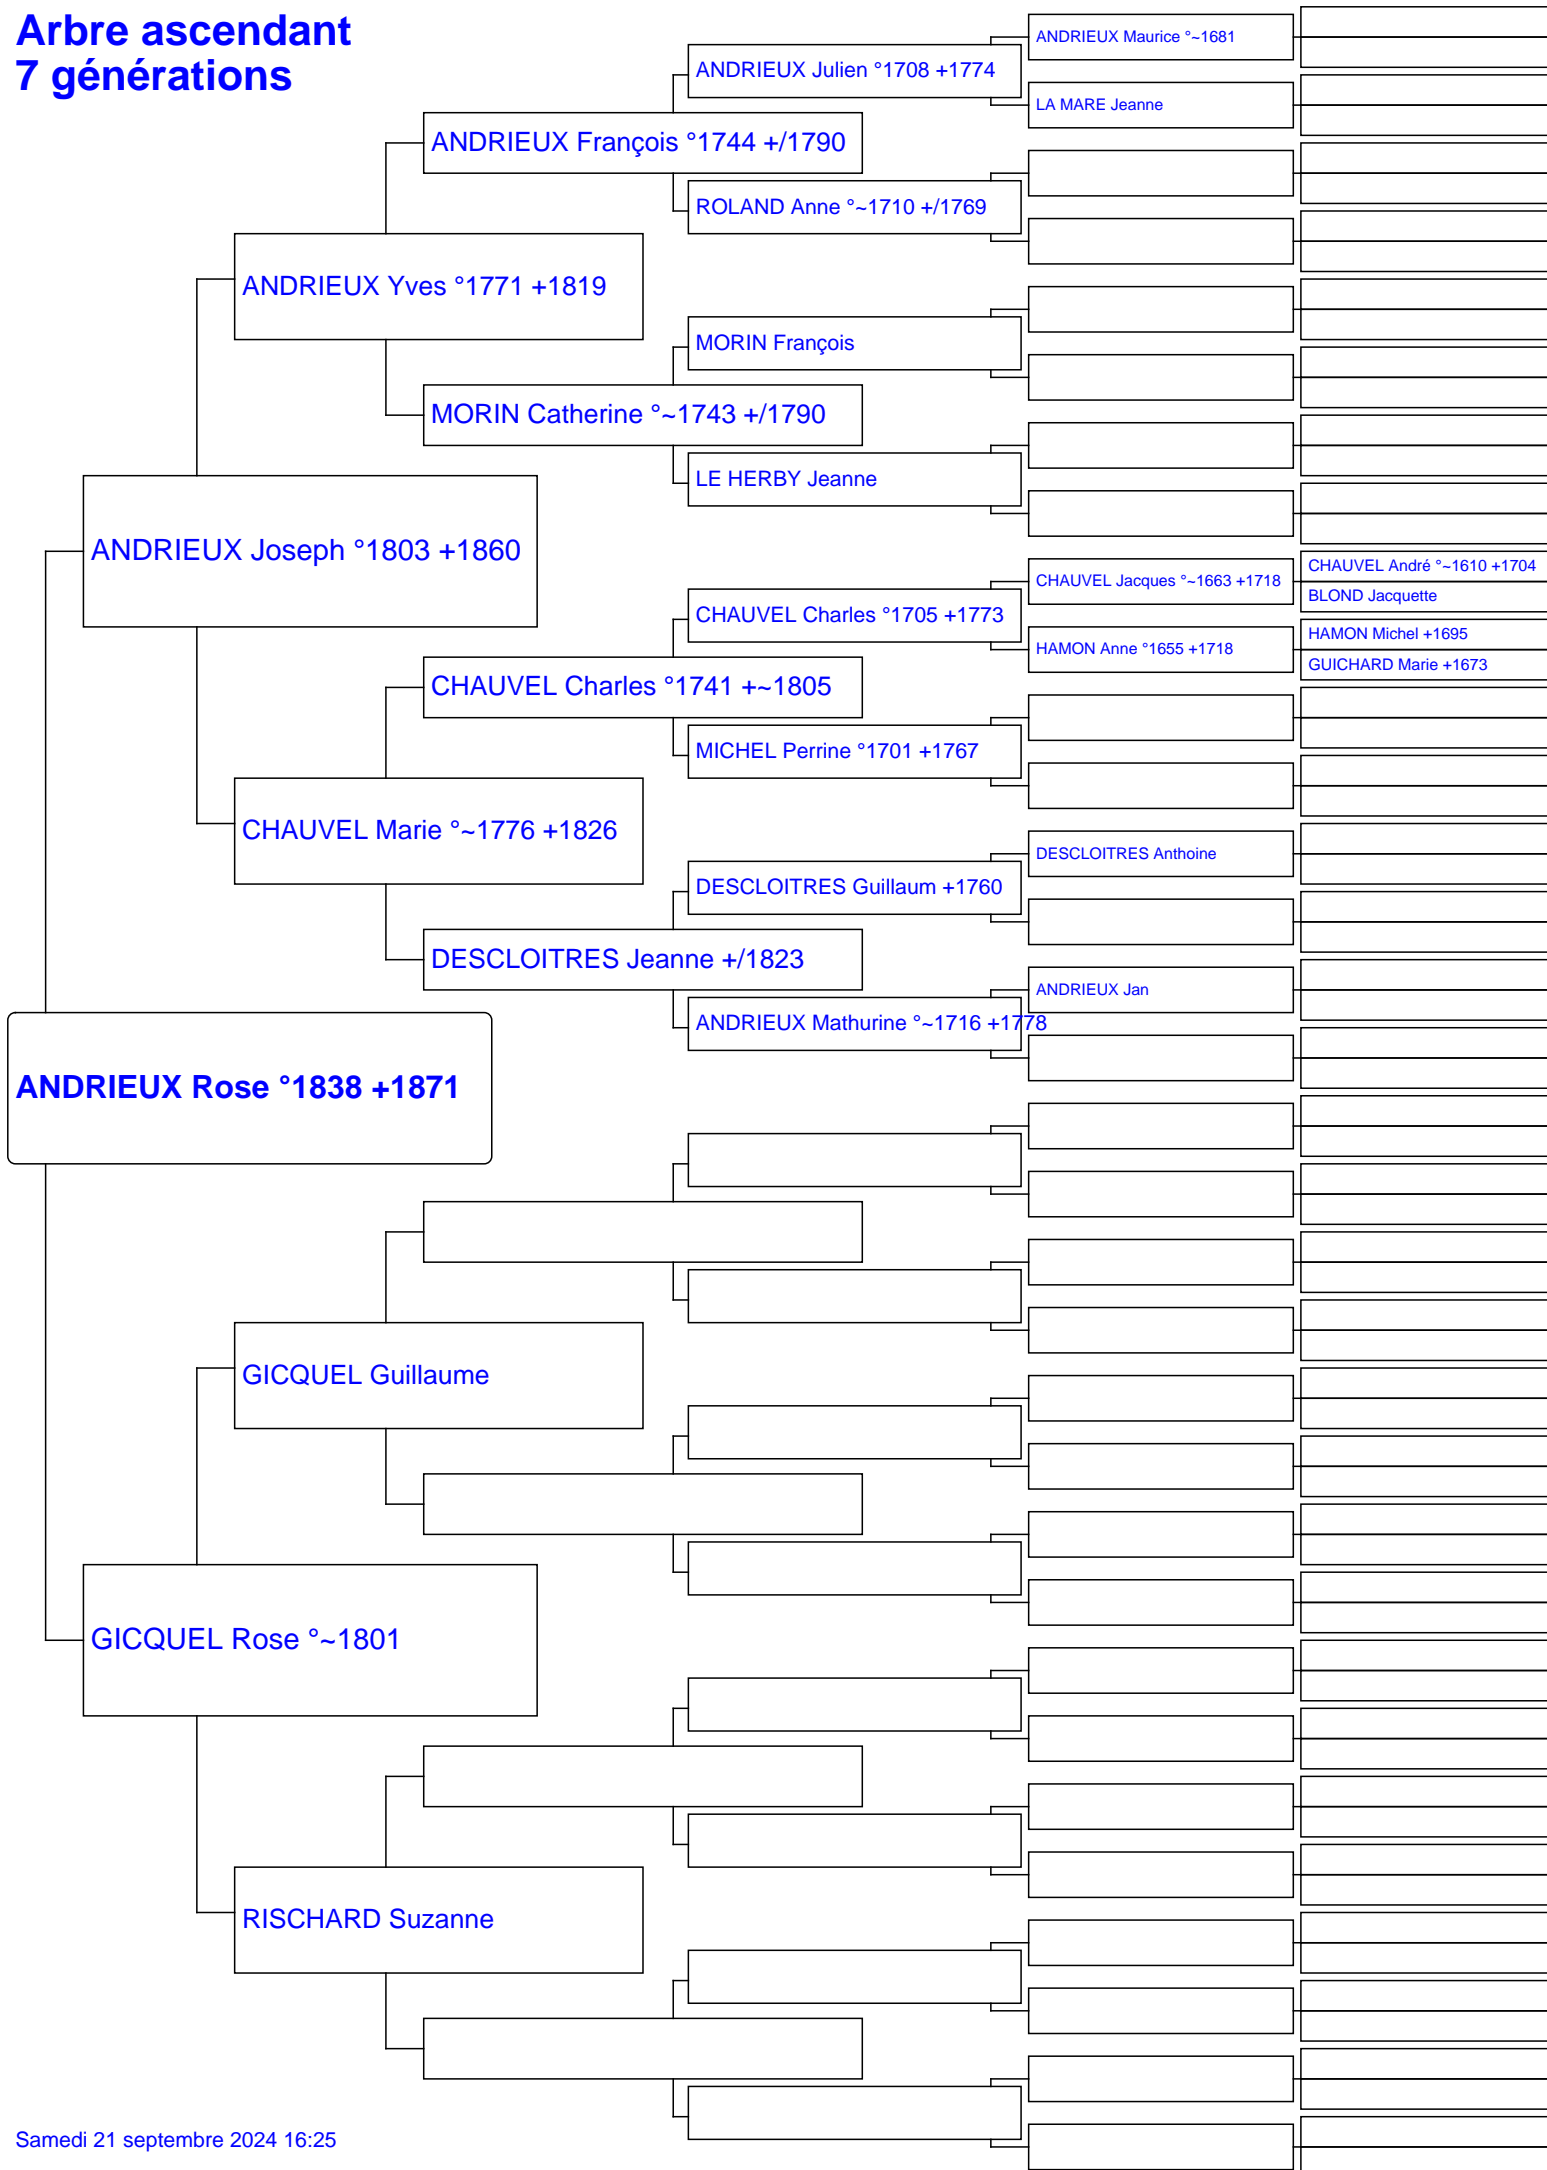 Arbre ascendant
7 générations
ANDRIEUX Maurice °~1681
ANDRIEUX Julien °1708 +1774
LA MARE Jeanne
ANDRIEUX François °1744 +/1790
ROLAND Anne °~1710 +/1769
ANDRIEUX Yves °1771 +1819
MORIN François
MORIN Catherine °~1743 +/1790
LE HERBY Jeanne
ANDRIEUX Joseph °1803 +1860
CHAUVEL André °~1610 +1704
CHAUVEL Jacques °~1663 +1718
BLOND Jacquette
CHAUVEL Charles °1705 +1773
HAMON Michel +1695
HAMON Anne °1655 +1718
GUICHARD Marie +1673
CHAUVEL Charles °1741 +~1805
MICHEL Perrine °1701 +1767
CHAUVEL Marie °~1776 +1826
DESCLOITRES Anthoine
DESCLOITRES Guillaum +1760
DESCLOITRES Jeanne +/1823
ANDRIEUX Jan
ANDRIEUX Mathurine °~1716 +1778
ANDRIEUX Rose °1838 +1871
GICQUEL Guillaume
GICQUEL Rose °~1801
RISCHARD Suzanne
Samedi 21 septembre 2024 16:25